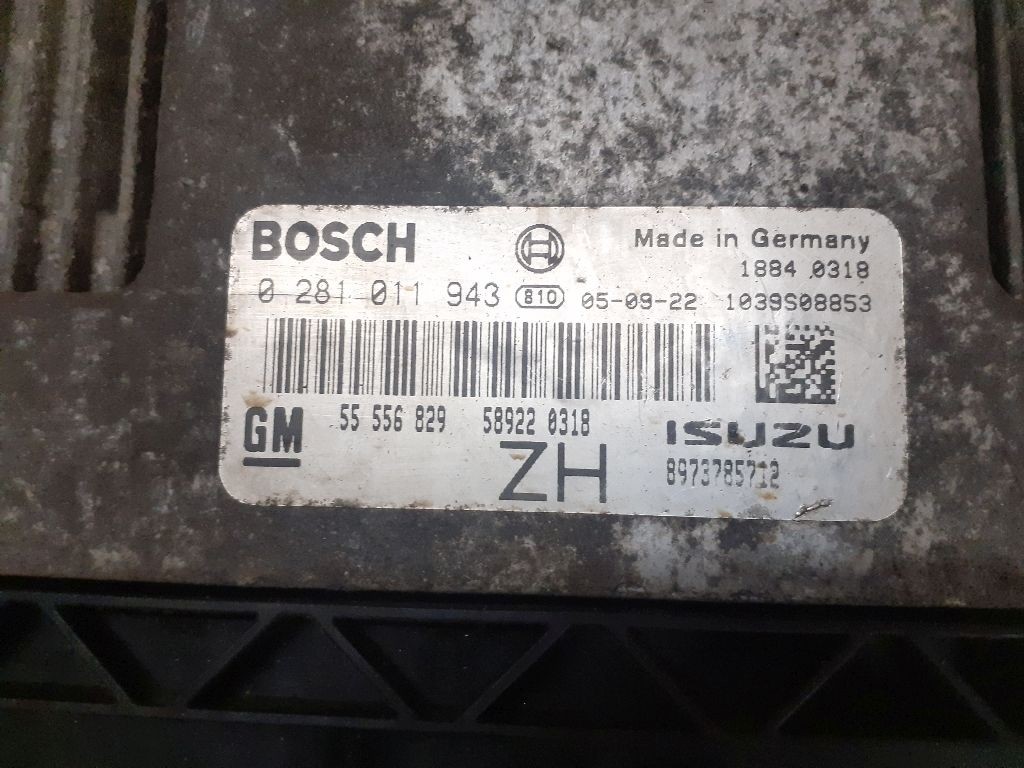 BOSCH
Made in Germany
1884 0318
0 281 011 943 810 05-09-22 1039S08853
GM 55 556 829 58922 0318 ISUZU
ZH 8973785712